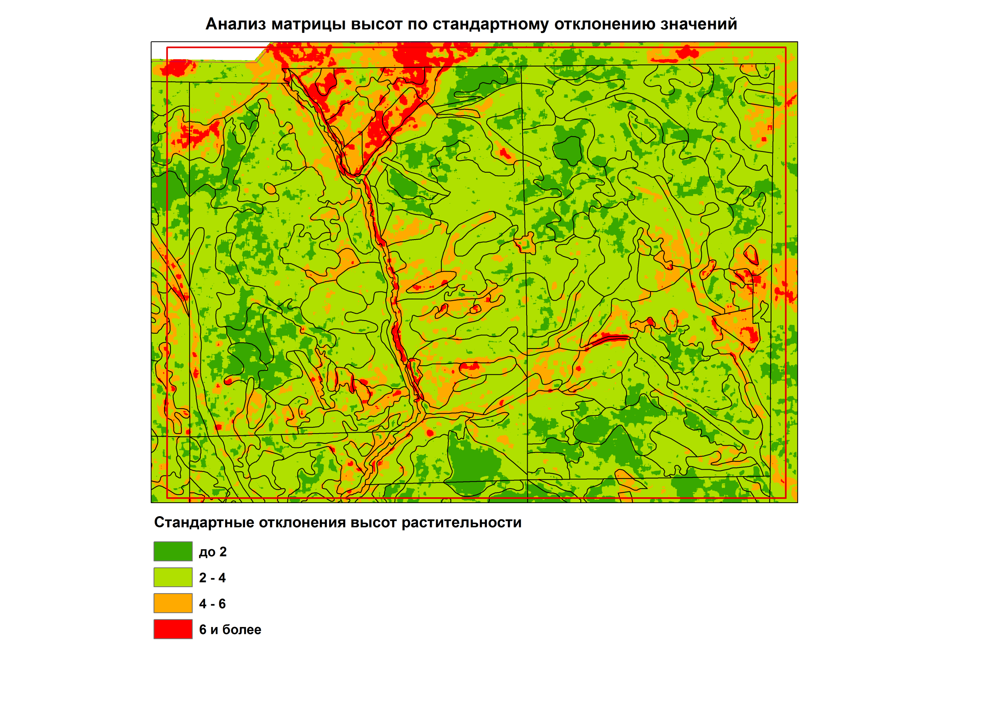 Анализ матрицы высот по стандартному отклонению значений
Стандартные отклонения высот растительности
до 2
2 - 4
4 - 6
6 и более